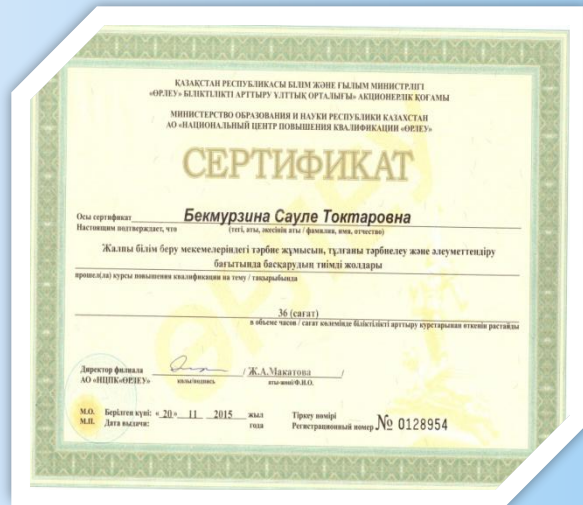 ҚАЗАҚСТАН РЕСПУБЛИКАСЫ БІЛІМ ЖӘНЕ ҒЫЛЫМ МИНИСТРЛІГІ
«ӨРЛЕУ» БІЛІКТІЛІКТІ АРТТЫРУ ҰЛТТЫҚ ОРТАЛЫҒЫ» АКЦИОНЕРЛІК ҚОҒАМЫ
МИНИСТЕРСТВО ОБРАЗОВАНИЯ И НАУКИ РЕСПУБЛИКИ КАЗАХСТАН
АО «НАЦИОНАЛЬНЫЙ ЦЕНТР ПОВЫШЕНИЯ КВАЛИФИКАЦИИ «ӨРЛЕУ»
СЕРТИФИКАТ
Осы сертификат Бекмурзина Сауле Токтаровна
Настоящим подтверждает, что (тегі, аты, әкесінің аты / фамилия, имя, отчество)
Жалпы білім беру мекемелеріндегі тәрбие жұмысын, тұлғаны тәрбиелеу және әлеуметтендіру
бағытында басқарудың тиімді жолдары
прошел(ла) курсы повышения квалификации на тему / тақырыбында
36 (сағат)
в объеме часов / сағат көлемінде біліктілікті арттыру курстарынан өткенін растайды
Директор филиала / Ж.А.Макатова /
АО «НЦПК«ӨРЛЕУ» қолы/подпись аты-жөні/Ф.И.О.
М.О. Берілген күні: « 20 » 11 2015 жыл Тіркеу нөмірі
М.П. Дата выдачи: года Регистрационный номер № 0128954